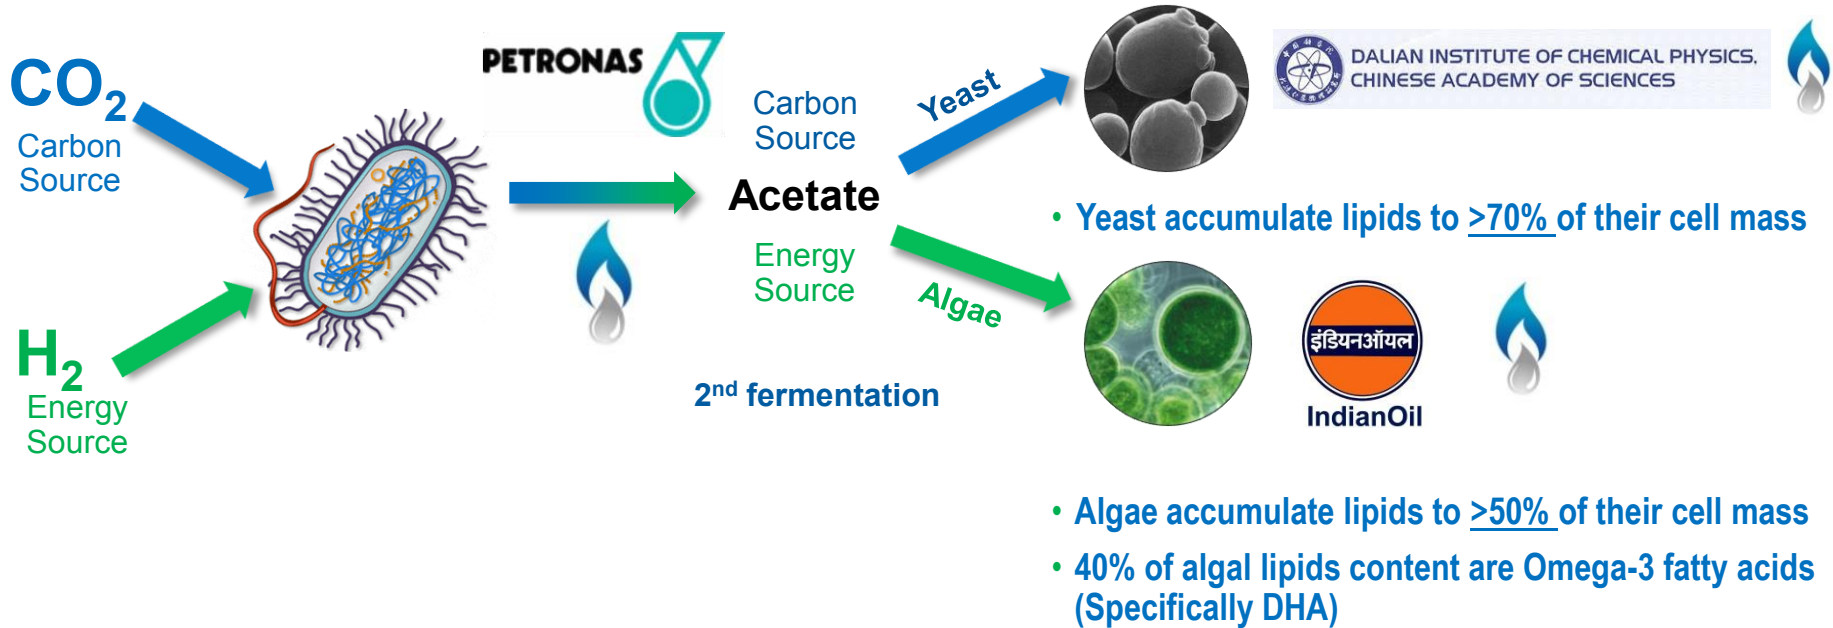 CO2
Carbon
Source
H2
Energy
Source
PETRONAS
Carbon
Source
Acetate
Energy
Source
2nd fermentation
Yeast
Algae
DALIAN INSTITUTE OF CHEMICAL PHYSICS,
CHINESE ACADEMY OF SCIENCES
• Yeast accumulate lipids to >70% of their cell mass
इंडियनऑयल
IndianOil
• Algae accumulate lipids to >50% of their cell mass
• 40% of algal lipids content are Omega-3 fatty acids
(Specifically DHA)